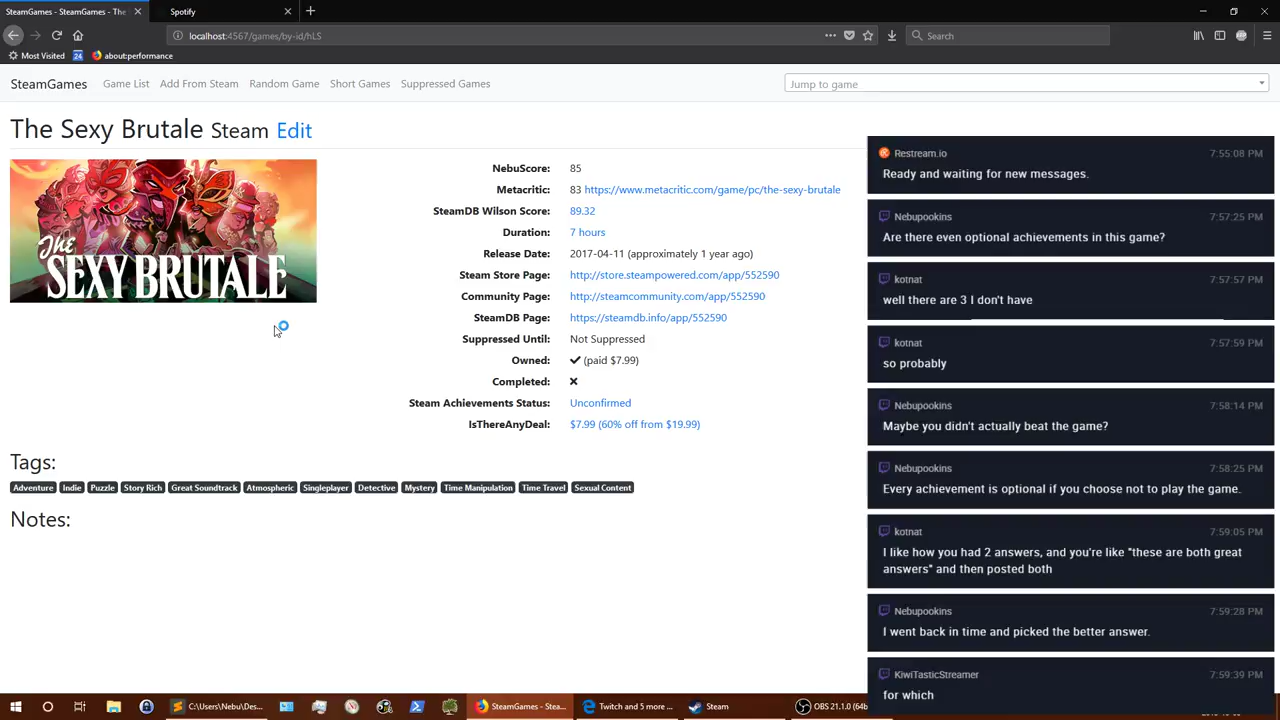 SteamGames - SteamGames - The
Spotify
localhost:4567/games/by-id/hLS
Search
Most Visited
24
about:performance
SteamGames
Game List
Add From Steam
Random Game
Short Games
Suppressed Games
Jump to game
The Sexy Brutale Steam Edit
The
SEXY BRUTALE
NebuScore: 85
Metacritic: 83 https://www.metacritic.com/game/pc/the-sexy-brutale
SteamDB Wilson Score: 89.32
Duration: 7 hours
Release Date: 2017-04-11 (approximately 1 year ago)
Steam Store Page: http://store.steampowered.com/app/552590
Community Page: http://steamcommunity.com/app/552590
SteamDB Page: https://steamdb.info/app/552590
Suppressed Until: Not Suppressed
Owned: ✔ (paid $7.99)
Completed: ✖
Steam Achievements Status: Unconfirmed
IsThereAnyDeal: $7.99 (60% off from $19.99)
Tags:
Adventure Indie Puzzle Story Rich Great Soundtrack Atmospheric Singleplayer Detective Mystery Time Manipulation Time Travel Sexual Content
Notes:
Restream.io 7:55:08 PM
Ready and waiting for new messages.
Nebupookins 7:57:25 PM
Are there even optional achievements in this game?
kotnat 7:57:57 PM
well there are 3 I don't have
kotnat 7:57:59 PM
so probably
Nebupookins 7:58:14 PM
Maybe you didn't actually beat the game?
Nebupookins 7:58:25 PM
Every achievement is optional if you choose not to play the game.
kotnat 7:59:05 PM
I like how you had 2 answers, and you're like "these are both great
answers" and then posted both
Nebupookins 7:59:28 PM
I went back in time and picked the better answer.
KiwiTasticStreamer 7:59:39 PM
for which
C:\Users\Nebu\Des...
SteamGames - Stea...
Twitch and 5 more ...
Steam
OBS 21.1.0 (64b